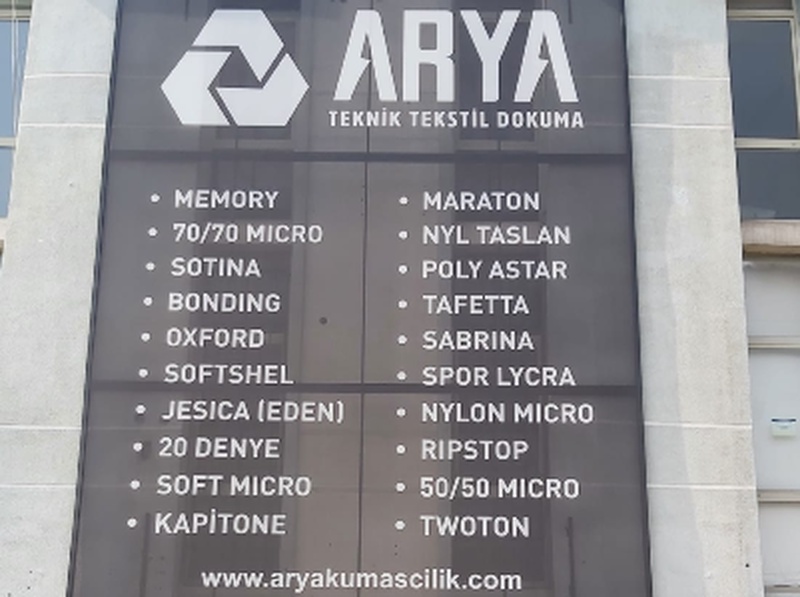 ARYA
TEKNİK TEKSTİL DOKUMA
• MEMORY
• 70/70 MICRO
• SOTINA
• BONDING
• OXFORD
• SOFTSHEL
• JESICA (EDEN)
• 20 DENYE
• SOFT MICRO
• KAPİTONE
• MARATON
• NYL TASLAN
• POLY ASTAR
• TAFETTA
• SABRINA
• SPOR LYCRA
• NYLON MICRO
• RIPSTOP
• 50/50 MICRO
• TWOTON
www.aryakumascilik.com